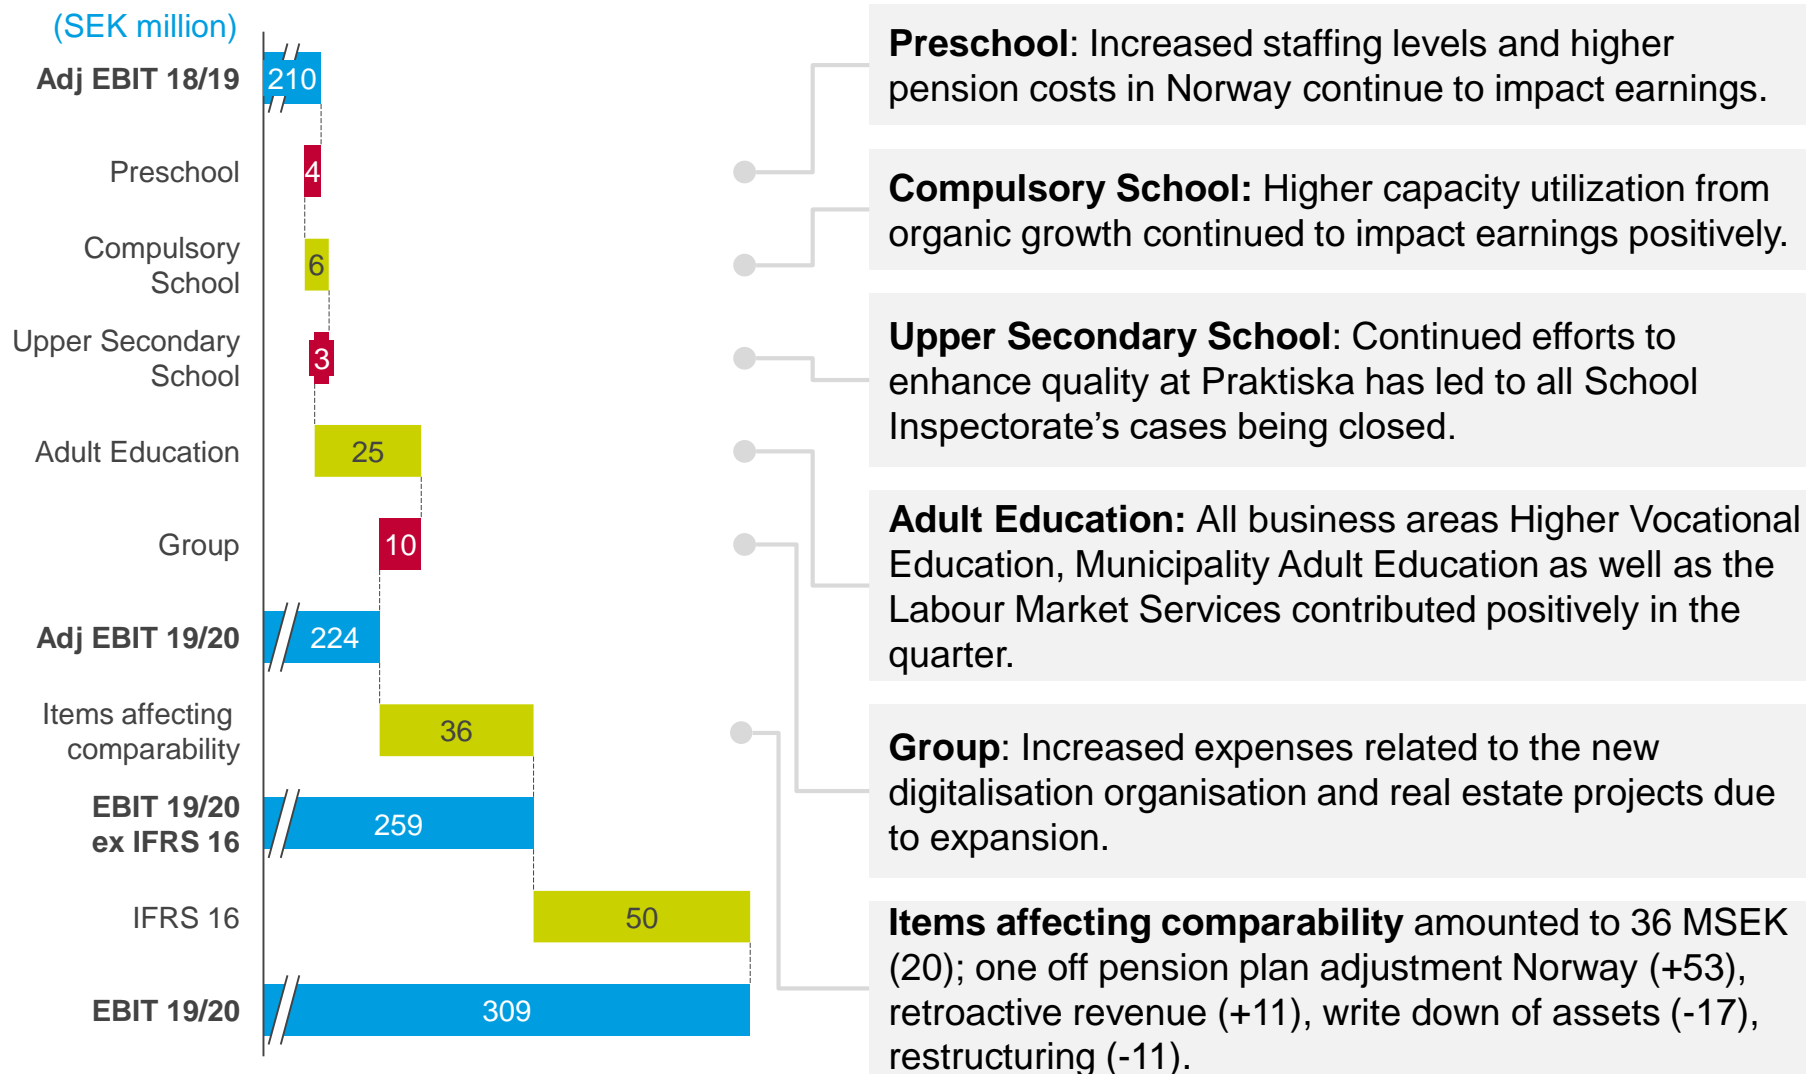 (SEK million)
Adj EBIT 18/19
210
Preschool
4
Compulsory
School
6
Upper Secondary
School
3
Adult Education
25
Group
10
Adj EBIT 19/20
224
Items affecting
comparability
36
EBIT 19/20
ex IFRS 16
259
IFRS 16
50
EBIT 19/20
309
Preschool: Increased staffing levels and higher
pension costs in Norway continue to impact earnings.
Compulsory School: Higher capacity utilization from
organic growth continued to impact earnings positively.
Upper Secondary School: Continued efforts to
enhance quality at Praktiska has led to all School
Inspectorate’s cases being closed.
Adult Education: All business areas Higher Vocational
Education, Municipality Adult Education as well as the
Labour Market Services contributed positively in the
quarter.
Group: Increased expenses related to the new
digitalisation organisation and real estate projects due
to expansion.
Items affecting comparability amounted to 36 MSEK
(20); one off pension plan adjustment Norway (+53),
retroactive revenue (+11), write down of assets (-17),
restructuring (-11).